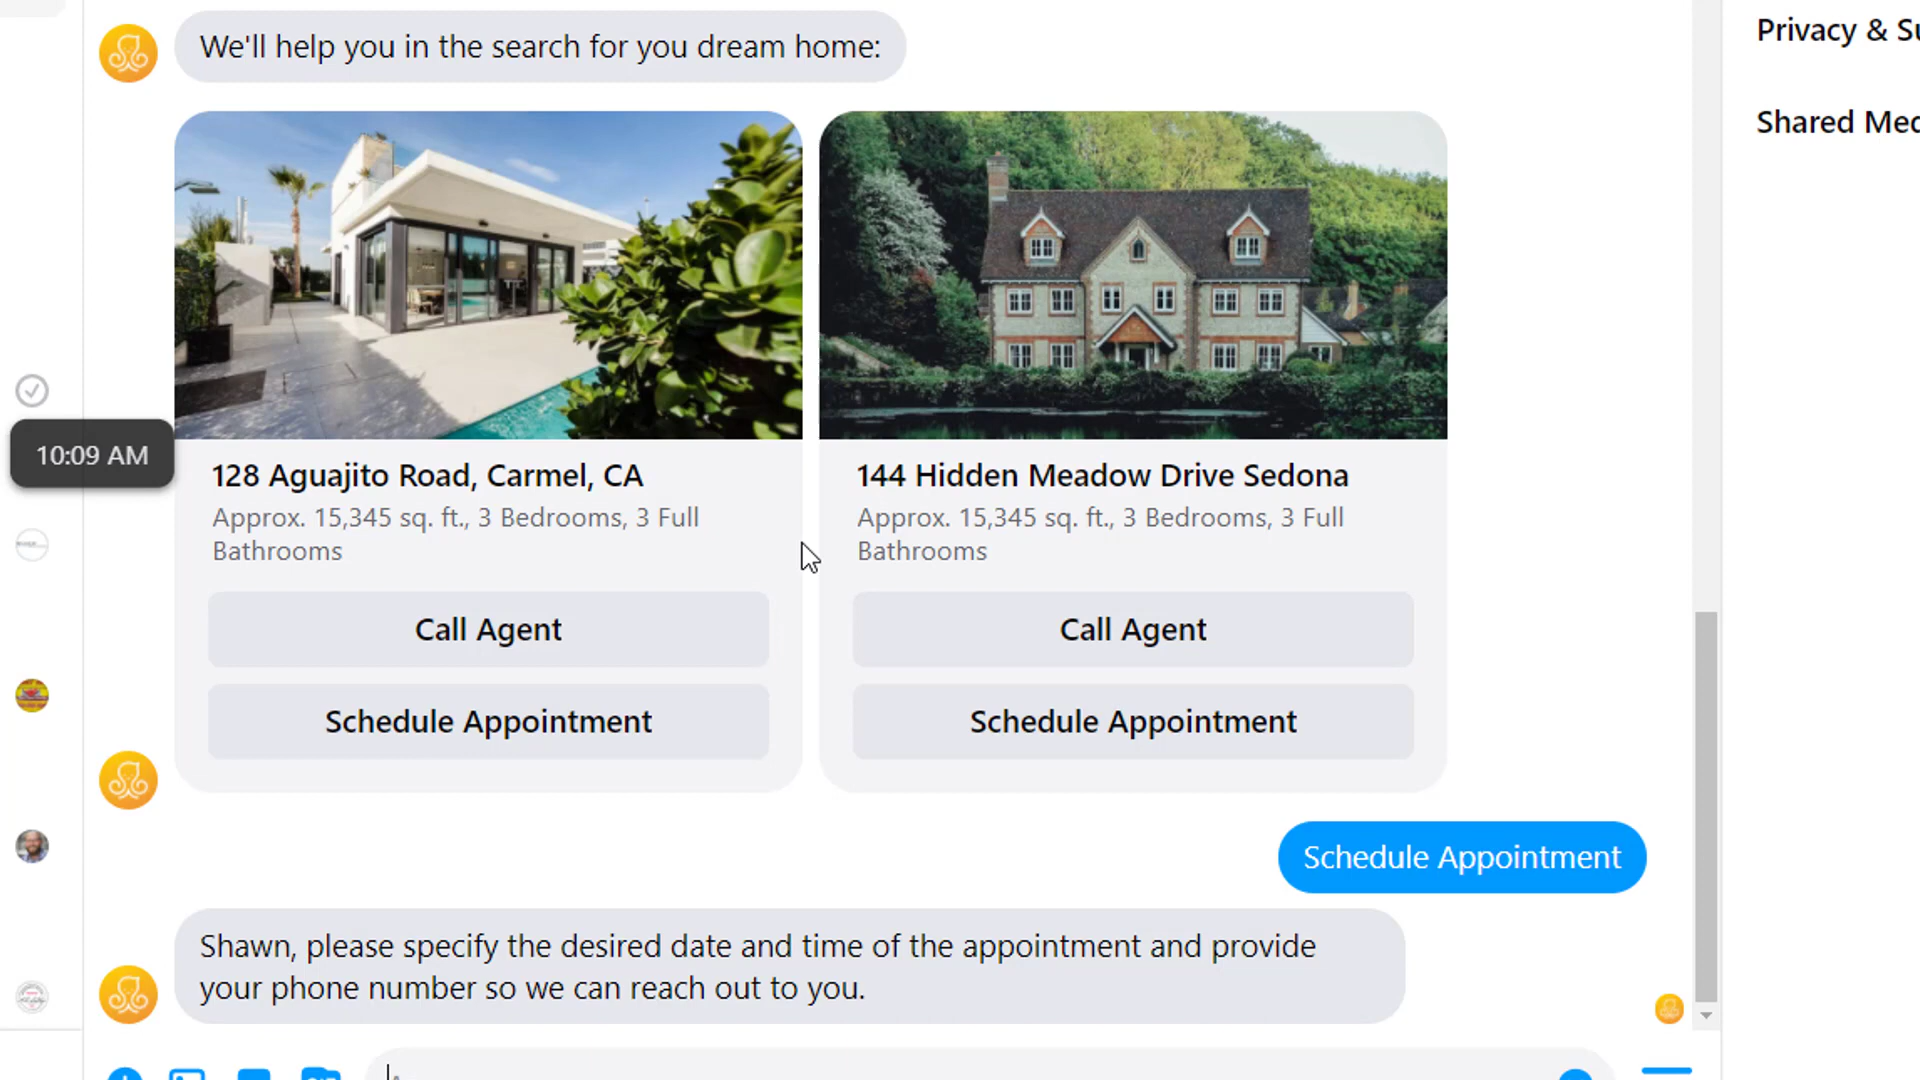 We'll help you in the search for you dream home:
Privacy & Su
Shared Med
10:09 AM
128 Aguajito Road, Carmel, CA
Approx. 15,345 sq. ft., 3 Bedrooms, 3 Full
Bathrooms
Call Agent
Schedule Appointment
144 Hidden Meadow Drive Sedona
Approx. 15,345 sq. ft., 3 Bedrooms, 3 Full
Bathrooms
Call Agent
Schedule Appointment
Schedule Appointment
Shawn, please specify the desired date and time of the appointment and provide
your phone number so we can reach out to you.